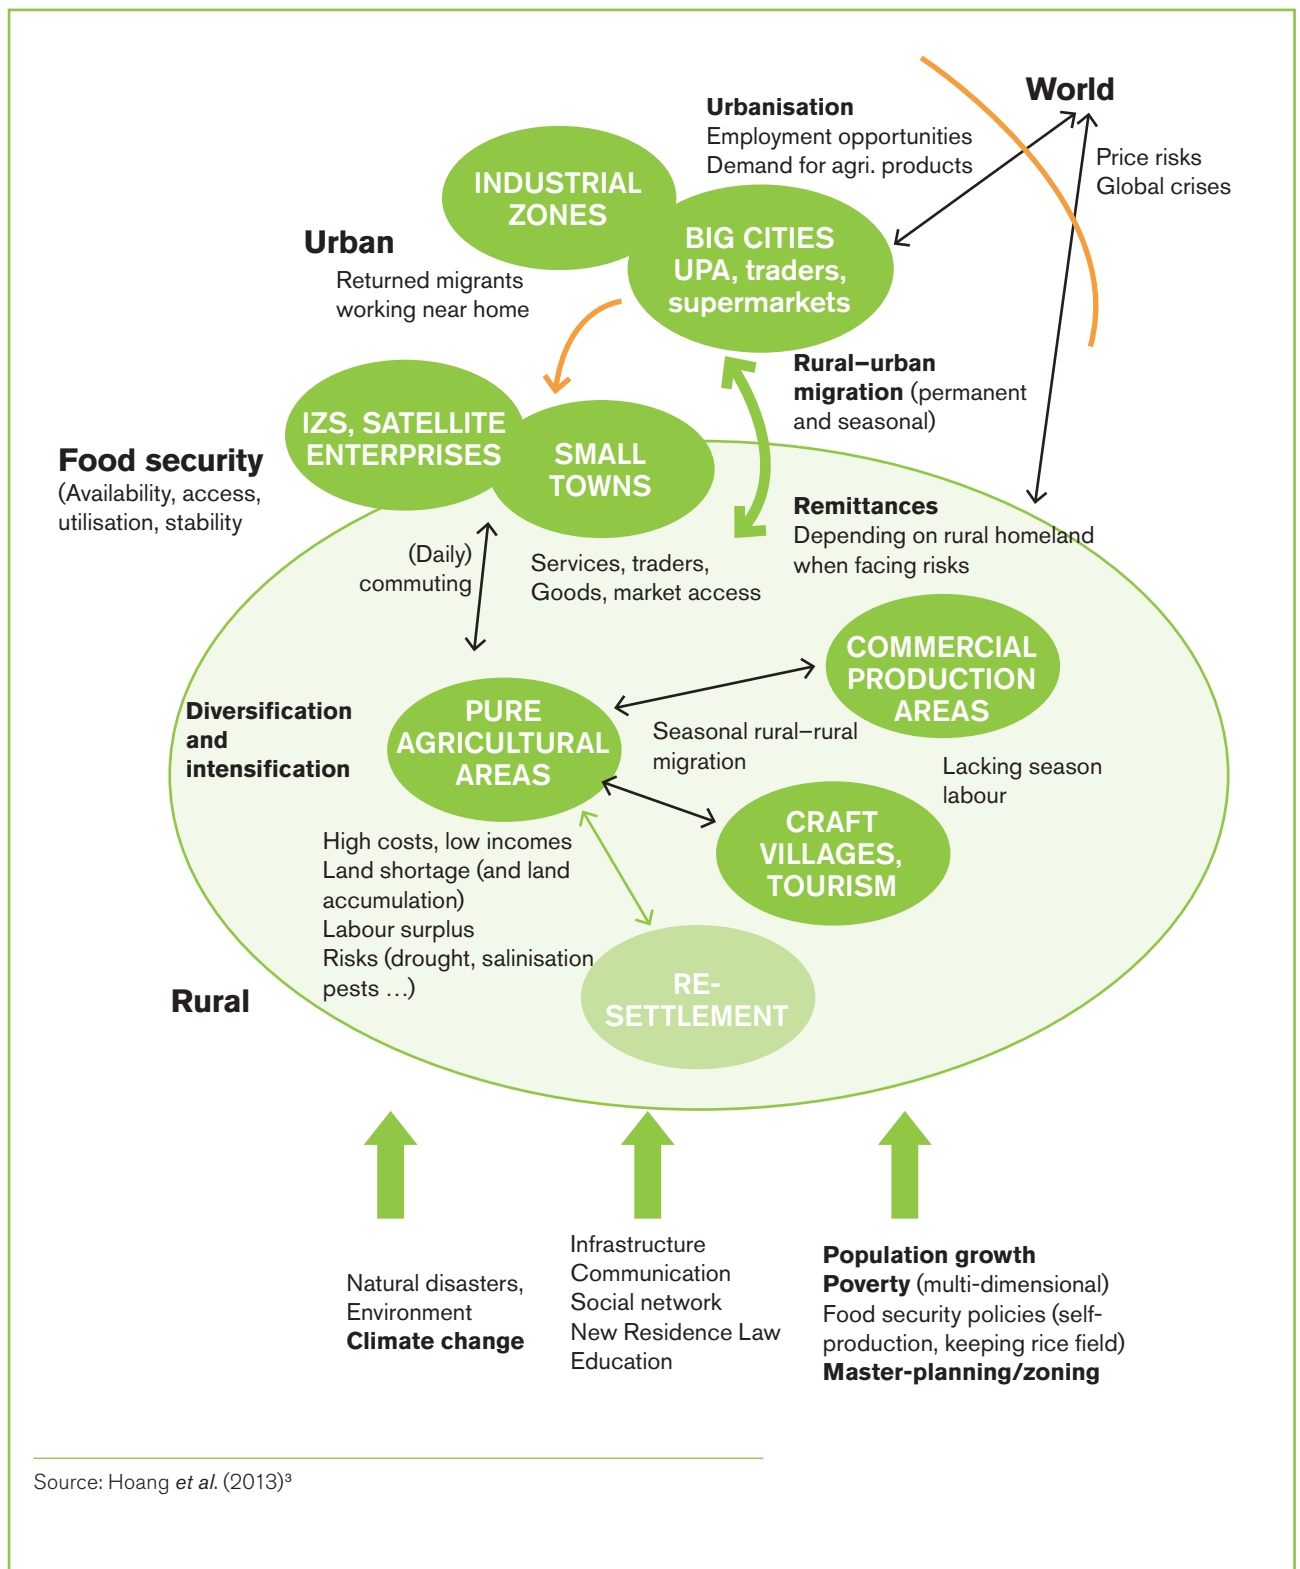 World
Urbanisation
Employment opportunities
Demand for agri. products
Price risks
Global crises
INDUSTRIAL
ZONES
BIG CITIES
UPA, traders,
supermarkets
Urban
Returned migrants
working near home
Rural–urban
migration (permanent
and seasonal)
IZS, SATELLITE
ENTERPRISES
SMALL
TOWNS
Food security
(Availability, access,
utilisation, stability
Remittances
Depending on rural homeland
when facing risks
(Daily)
commuting
Services, traders,
Goods, market access
COMMERCIAL
PRODUCTION
AREAS
Diversification
and
intensification
PURE
AGRICULTURAL
AREAS
Seasonal rural–rural
migration
Lacking season
labour
CRAFT
VILLAGES,
TOURISM
High costs, low incomes
Land shortage (and land
accumulation)
Labour surplus
Risks (drought, salinisation
pests …)
RE-
SETTLEMENT
Rural
Natural disasters,
Environment
Climate change
Infrastructure
Communication
Social network
New Residence Law
Education
Population growth
Poverty (multi-dimensional)
Food security policies (self-
production, keeping rice field)
Master-planning/zoning
Source: Hoang et al. (2013)³